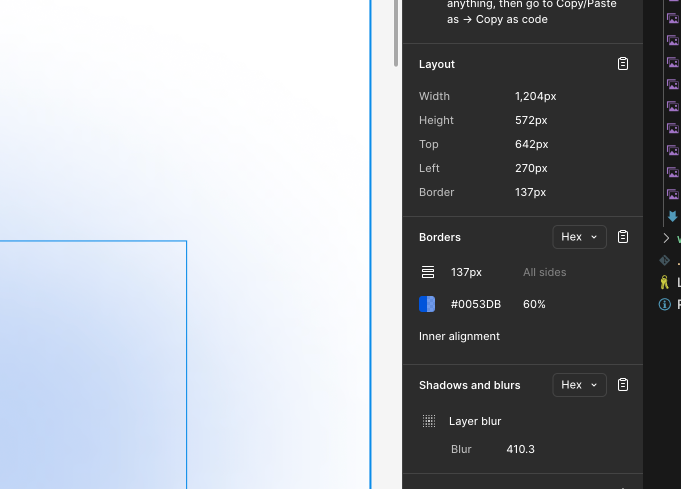 anything, then go to Copy/Paste
as → Copy as code
Layout
Width 1,204px
Height 572px
Top 642px
Left 270px
Border 137px
Borders Hex
137px All sides
#0053DB 60%
Inner alignment
Shadows and blurs Hex
Layer blur
Blur 410.3